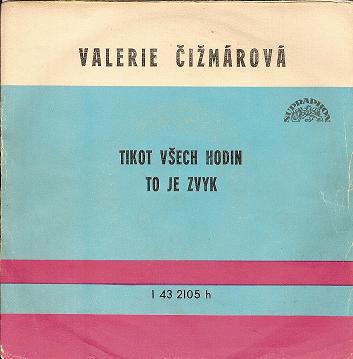 VALERIE ČIŽMÁROVÁ
SUPRAPHON
TIKOT VŠECH HODIN
TO JE ZVYK
1 43 2105 h